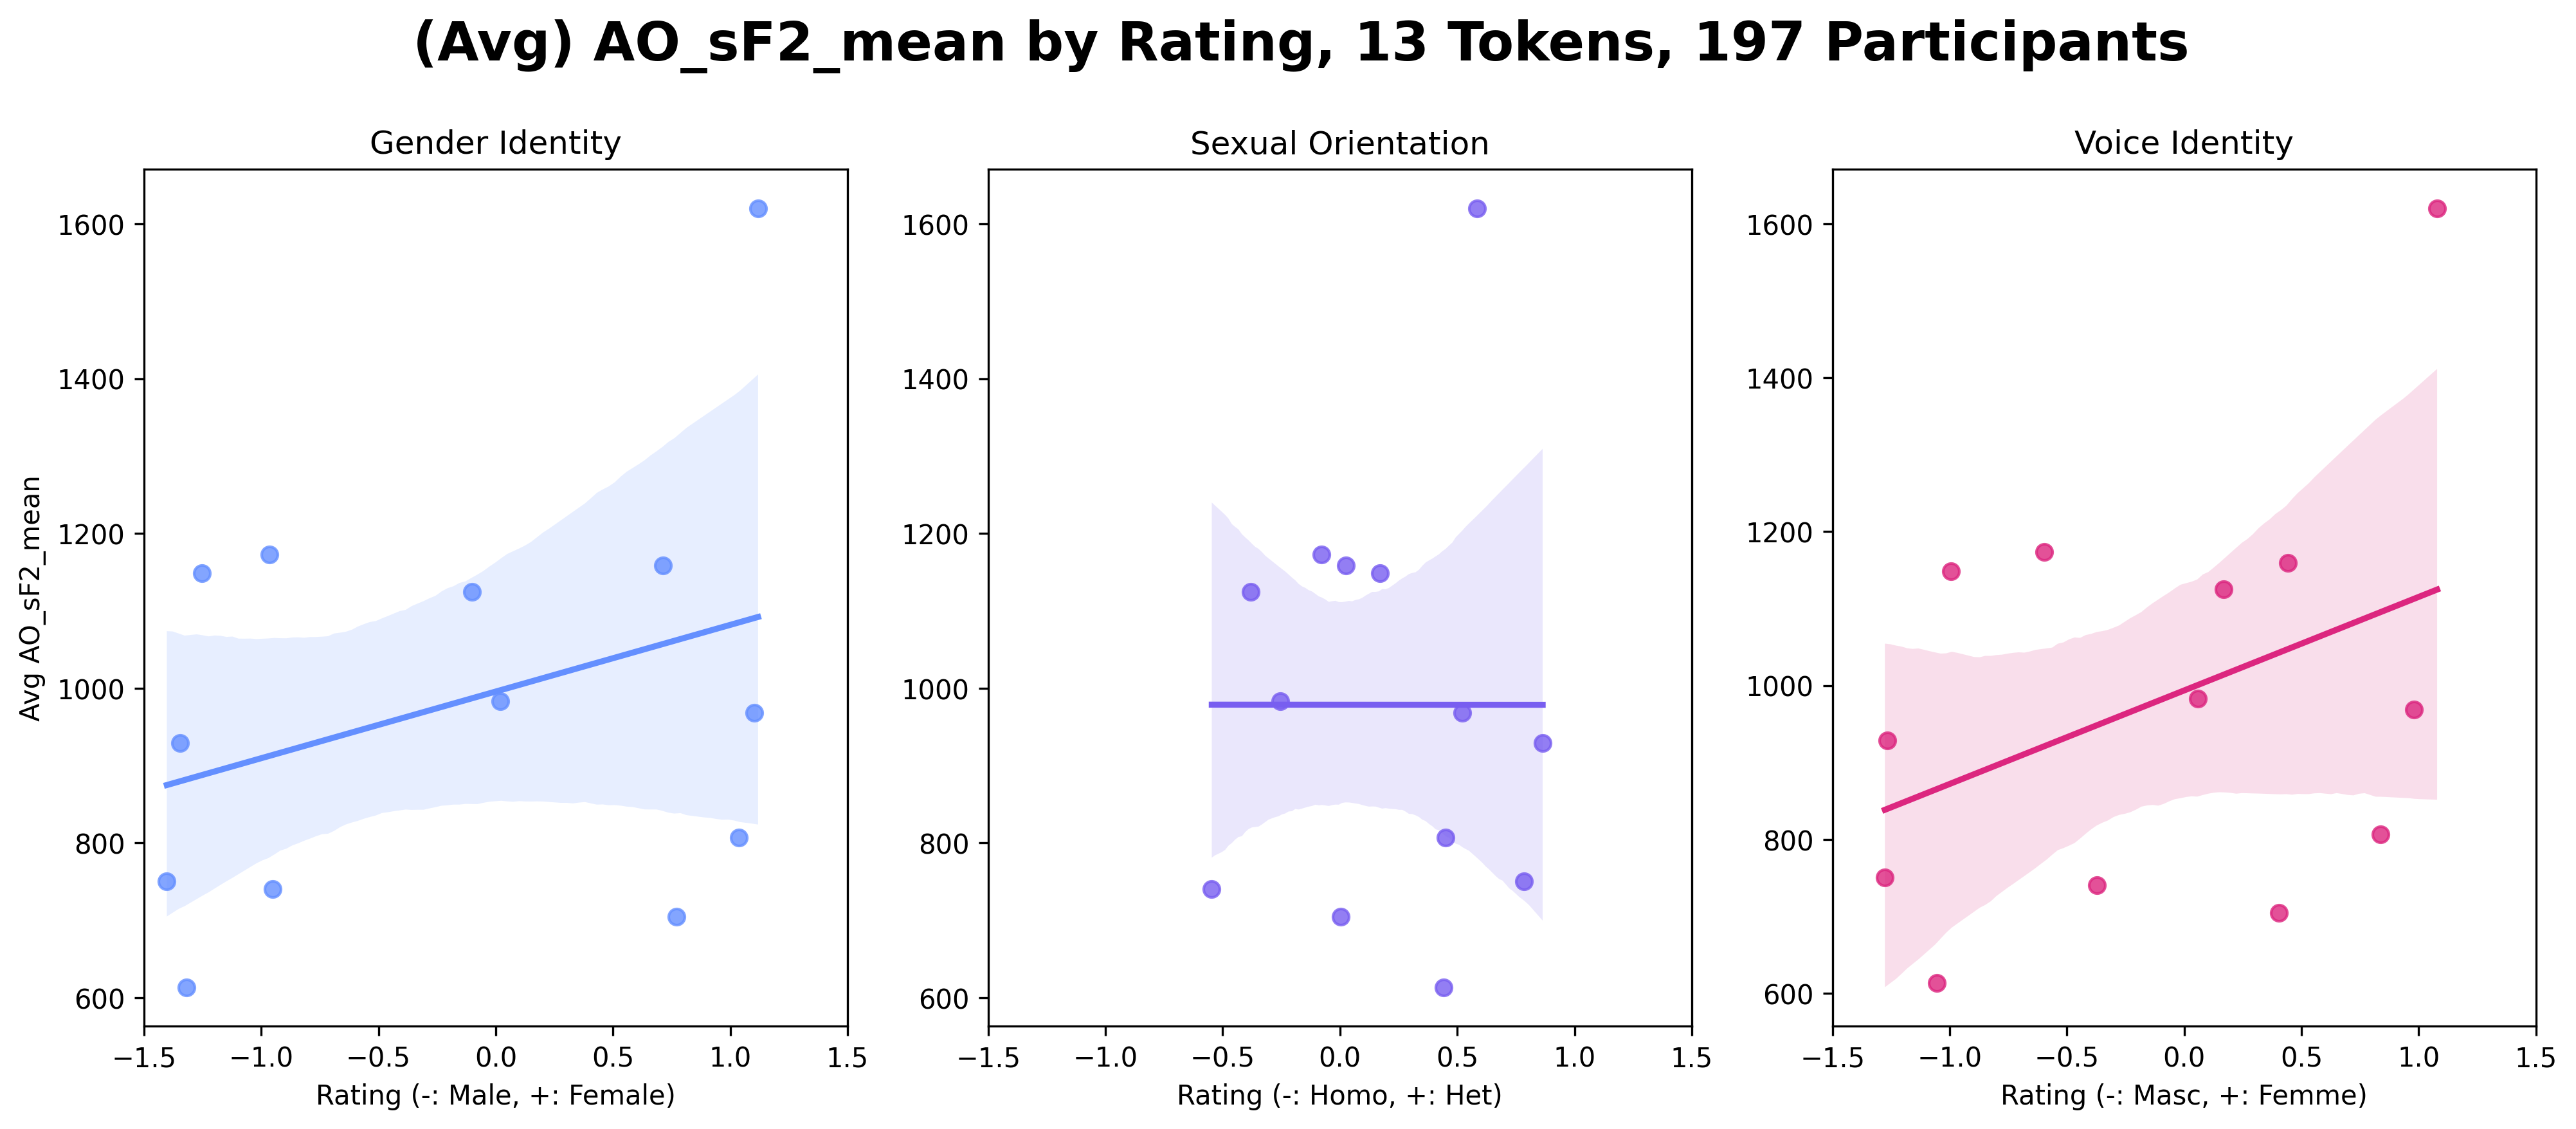 (Avg) AO_sF2_mean by Rating, 13 Tokens, 197 Participants
Gender Identity
Avg AO_sF2_mean
1600
1400
1200
1000
800
600
−1.5 −1.0 −0.5 0.0 0.5 1.0 1.5
Rating (-: Male, +: Female)
Sexual Orientation
1600
1400
1200
1000
800
600
−1.5 −1.0 −0.5 0.0 0.5 1.0 1.5
Rating (-: Homo, +: Het)
Voice Identity
1600
1400
1200
1000
800
600
−1.5 −1.0 −0.5 0.0 0.5 1.0 1.5
Rating (-: Masc, +: Femme)